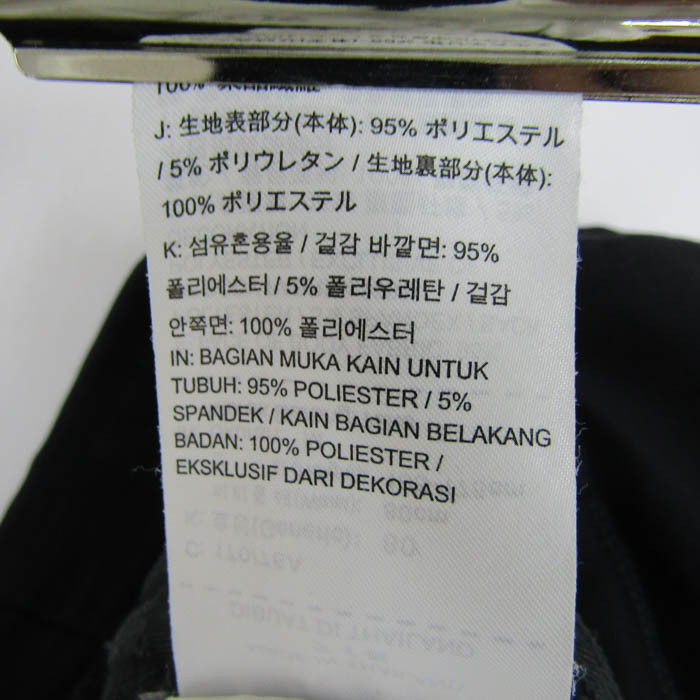 100%
J: 生地表部分(本体): 95% ポリエステル
/ 5% ポリウレタン / 生地裏部分(本体):
100% ポリエステル
K: 섬유혼용율 / 겉감 바깥면: 95%
폴리에스터 / 5% 폴리우레탄 / 겉감
안쪽면: 100% 폴리에스터
IN: BAGIAN MUKA KAIN UNTUK
TUBUH: 95% POLIESTER / 5%
SPANDEK / KAIN BAGIAN BELAKANG
BADAN: 100% POLIESTER /
EKSKLUSIF DARI DEKORASI